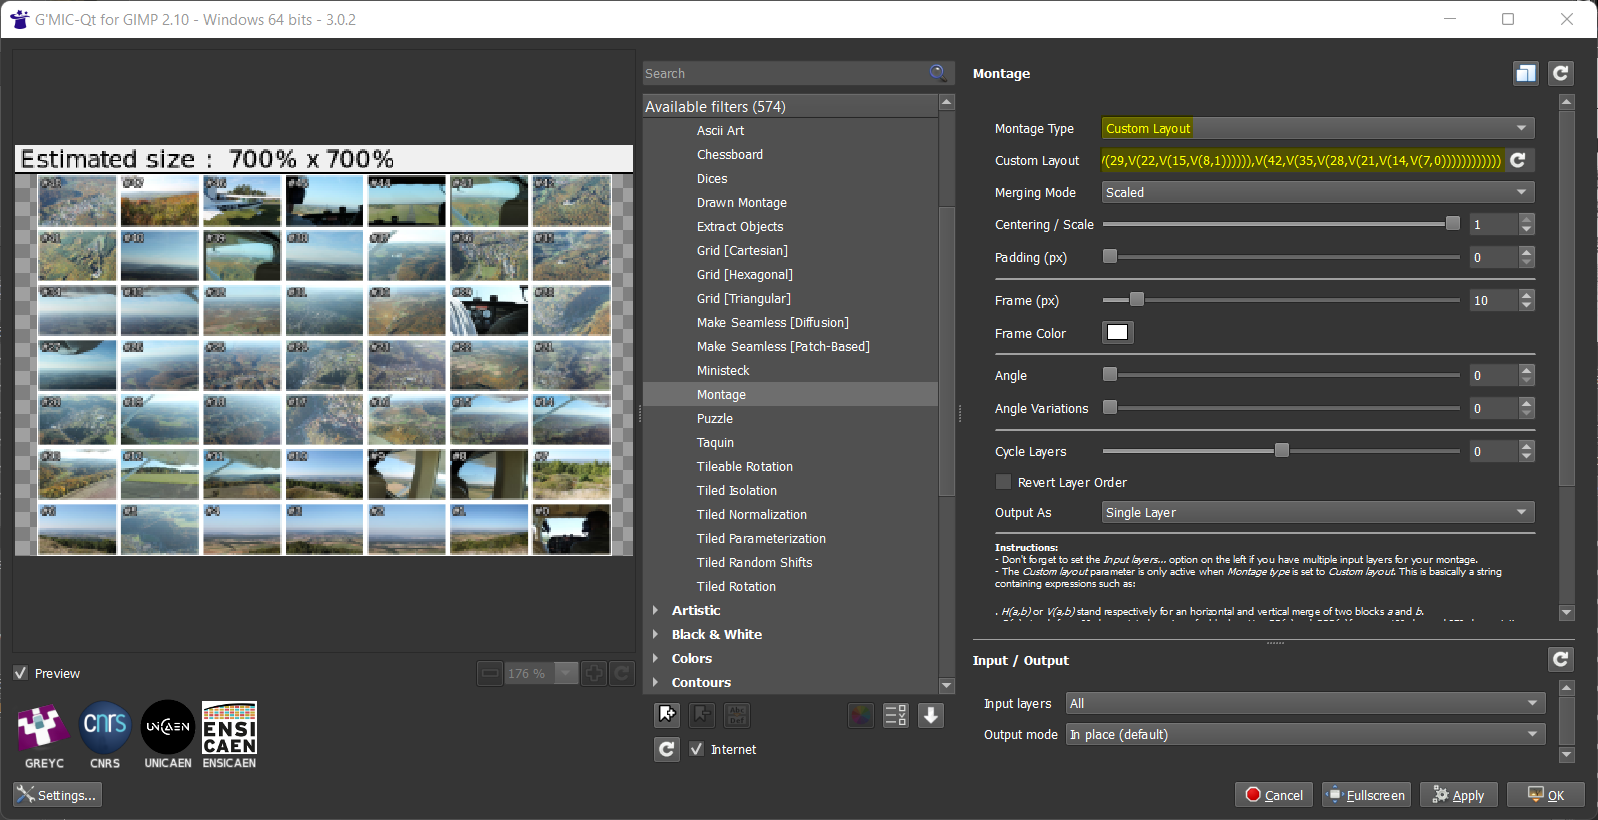 G'MIC-Qt for GIMP 2.10 - Windows 64 bits - 3.0.2
Estimated size : 700% x 700%
Preview
176 %
GREYC
cnrs
CNRS
UNICAEN
UNICAEN
ENSI
CAEN
ENSICAEN
Settings...
Search
Available filters (574)
Ascii Art
Chessboard
Dices
Drawn Montage
Extract Objects
Grid [Cartesian]
Grid [Hexagonal]
Grid [Triangular]
Make Seamless [Diffusion]
Make Seamless [Patch-Based]
Ministeck
Montage
Puzzle
Taquin
Tileable Rotation
Tiled Isolation
Tiled Normalization
Tiled Parameterization
Tiled Random Shifts
Tiled Rotation
Artistic
Black & White
Colors
Contours
Abc
Def
Internet
Montage
Montage Type Custom Layout
Custom Layout /(29,V(22,V(15,V(8,1)))))),V(42,V(35,V(28,V(21,V(14,V(7,0))))))))))))
Merging Mode Scaled
Centering / Scale 1
Padding (px) 0
Frame (px) 10
Frame Color
Angle 0
Angle Variations 0
Cycle Layers 0
Revert Layer Order
Output As Single Layer
Instructions:
- Don't forget to set the Input layers... option on the left if you have multiple input layers for your montage.
- The Custom layout parameter is only active when Montage type is set to Custom layout. This is basically a string
containing expressions such as:
. H(a,b) or V(a,b) stand respectively for an horizontal and vertical merge of two blocks a and b.
Input / Output
Input layers All
Output mode In place (default)
Cancel
Fullscreen
Apply
OK